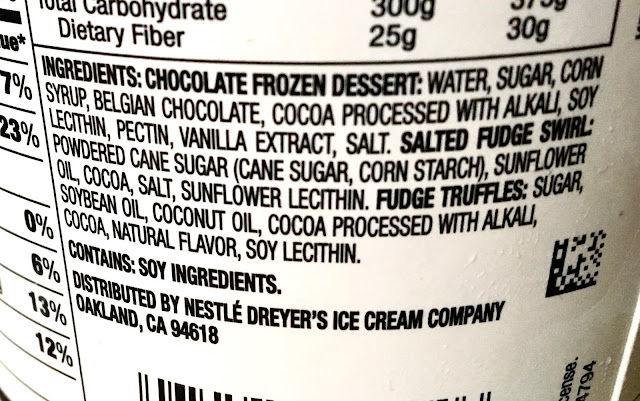 Total Carbohydrate 300g 375g
Dietary Fiber 25g 30g
ue*
7%
23%
0%
6%
13%
12%
INGREDIENTS: CHOCOLATE FROZEN DESSERT: WATER, SUGAR, CORN
SYRUP, BELGIAN CHOCOLATE, COCOA PROCESSED WITH ALKALI, SOY
LECITHIN, PECTIN, VANILLA EXTRACT, SALT. SALTED FUDGE SWIRL:
POWDERED CANE SUGAR (CANE SUGAR, CORN STARCH), SUNFLOWER
OIL, COCOA, SALT, SUNFLOWER LECITHIN. FUDGE TRUFFLES: SUGAR,
SOYBEAN OIL, COCONUT OIL, COCOA PROCESSED WITH ALKALI,
COCOA, NATURAL FLAVOR, SOY LECITHIN.
CONTAINS: SOY INGREDIENTS.
DISTRIBUTED BY NESTLÉ DREYER'S ICE CREAM COMPANY
OAKLAND, CA 94618
cense.
4794